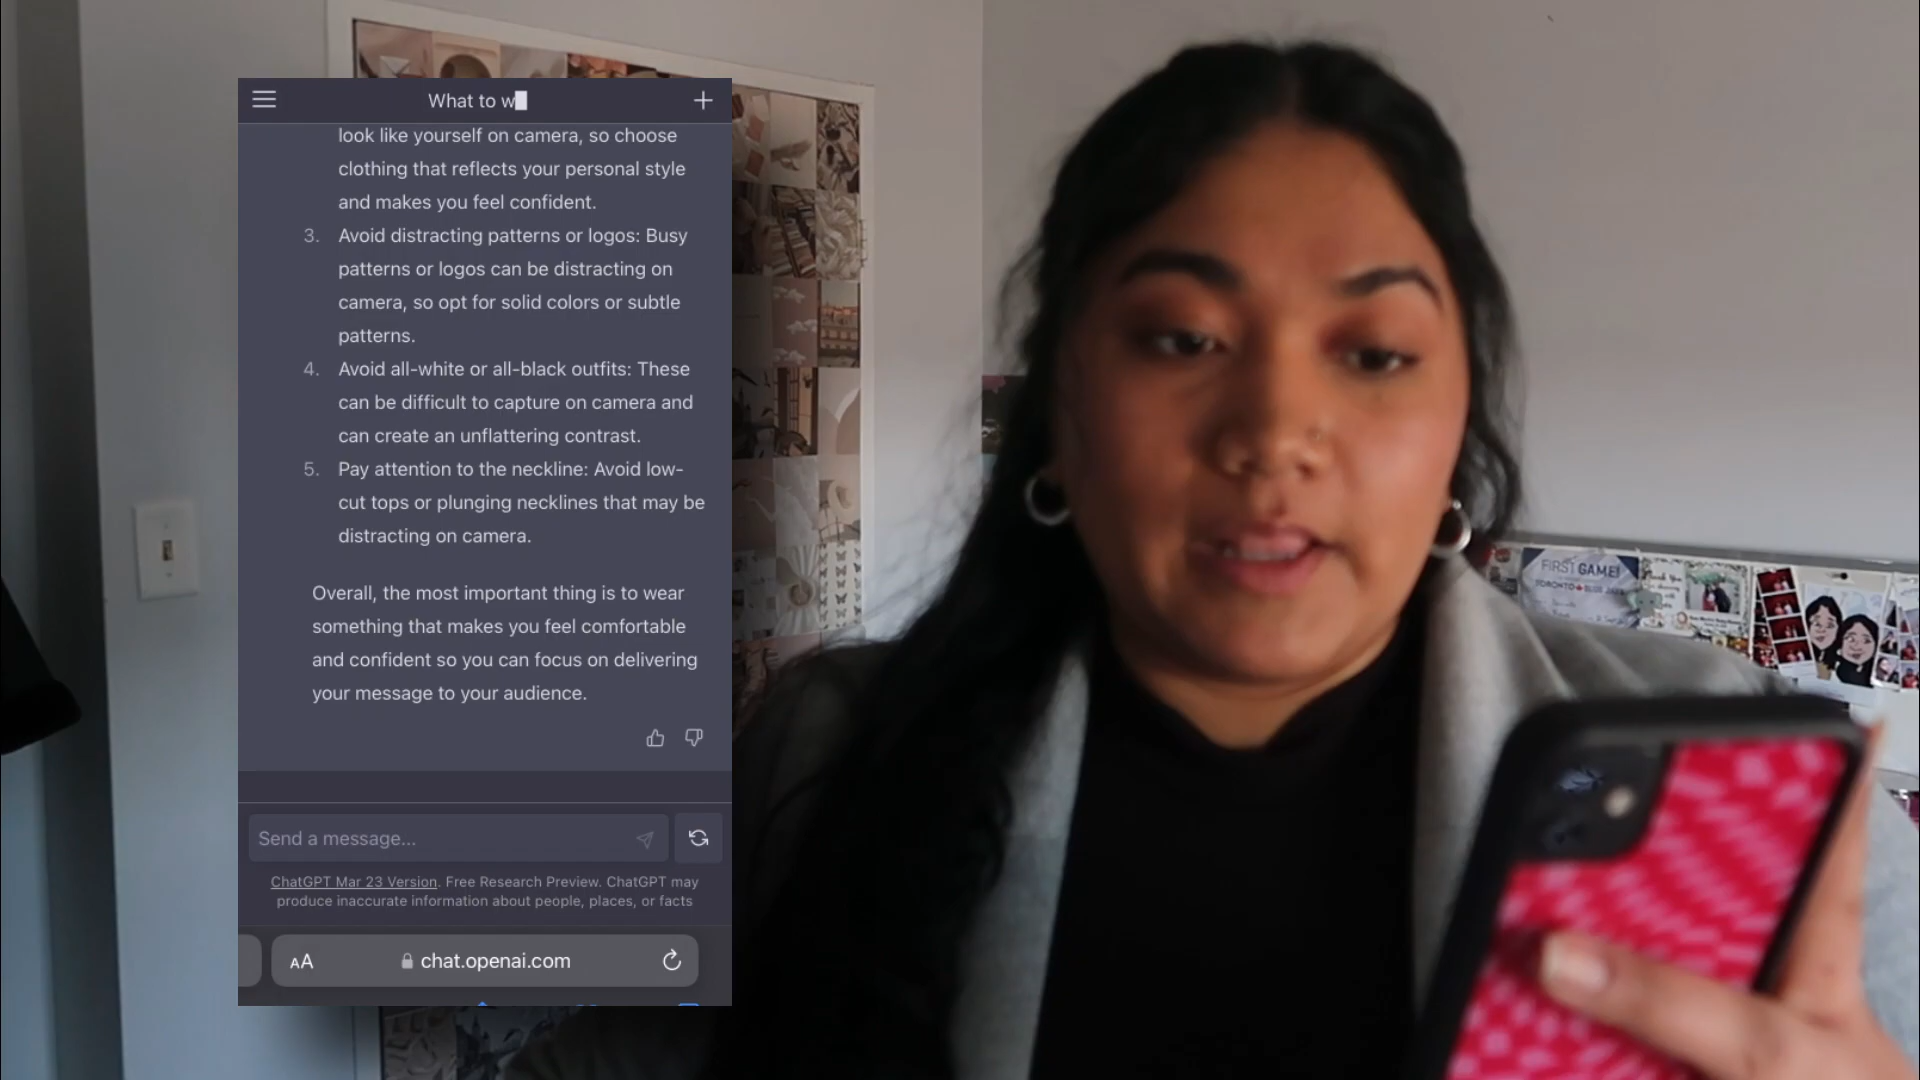 What to w
look like yourself on camera, so choose
clothing that reflects your personal style
and makes you feel confident.
3. Avoid distracting patterns or logos: Busy
patterns or logos can be distracting on
camera, so opt for solid colors or subtle
patterns.
4. Avoid all-white or all-black outfits: These
can be difficult to capture on camera and
can create an unflattering contrast.
5. Pay attention to the neckline: Avoid low-
cut tops or plunging necklines that may be
distracting on camera.
Overall, the most important thing is to wear
something that makes you feel comfortable
and confident so you can focus on delivering
your message to your audience.
Send a message...
ChatGPT Mar 23 Version. Free Research Preview. ChatGPT may
produce inaccurate information about people, places, or facts
AA chat.openai.com
FIRST GAME!
TORONTO BLUE JAYS
Thank You